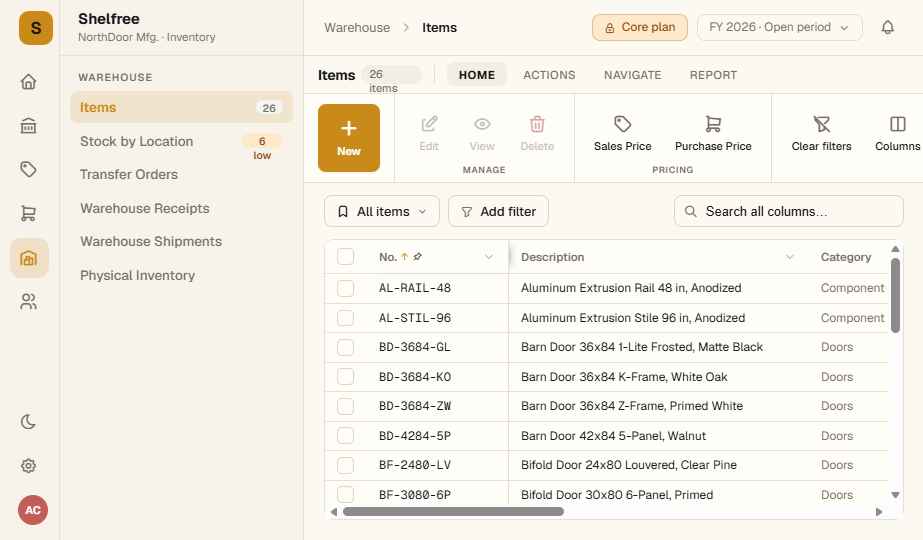 S
Shelfree
NorthDoor Mfg. · Inventory
WAREHOUSE
Items
26
Stock by Location
6
low
Transfer Orders
Warehouse Receipts
Warehouse Shipments
Physical Inventory
AC
Warehouse
Items
Core plan
FY 2026 · Open period
Items
26
items
HOME
ACTIONS
NAVIGATE
REPORT
New
Edit
View
Delete
MANAGE
Sales Price
Purchase Price
PRICING
Clear filters
Columns
All items
Add filter
Search all columns...
No.
Description
Category
AL-RAIL-48 Aluminum Extrusion Rail 48 in, Anodized Component
AL-STIL-96 Aluminum Extrusion Stile 96 in, Anodized Component
BD-3684-GL Barn Door 36x84 1-Lite Frosted, Matte Black Doors
BD-3684-KO Barn Door 36x84 K-Frame, White Oak Doors
BD-3684-ZW Barn Door 36x84 Z-Frame, Primed White Doors
BD-4284-5P Barn Door 42x84 5-Panel, Walnut Doors
BF-2480-LV Bifold Door 24x80 Louvered, Clear Pine Doors
BF-3080-6P Bifold Door 30x80 6-Panel, Primed Doors